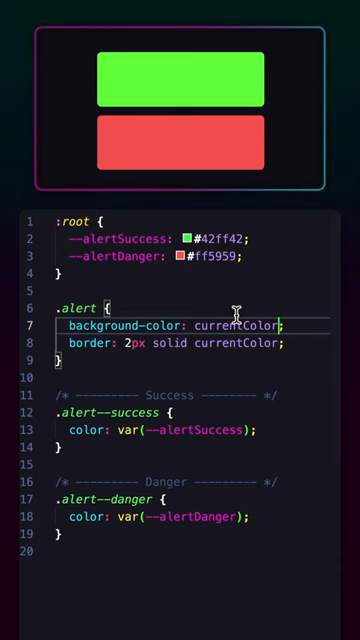 1 :root {
2 --alertSuccess: #42ff42;
3 --alertDanger: #ff5959;
4 }
5
6 .alert {
7 background-color: currentColor;
8 border: 2px solid currentColor;
9 }
10
11 /* --------- Success --------- */
12 .alert--success {
13 color: var(--alertSuccess);
14 }
15
16 /* --------- Danger --------- */
17 .alert--danger {
18 color: var(--alertDanger);
19 }
20